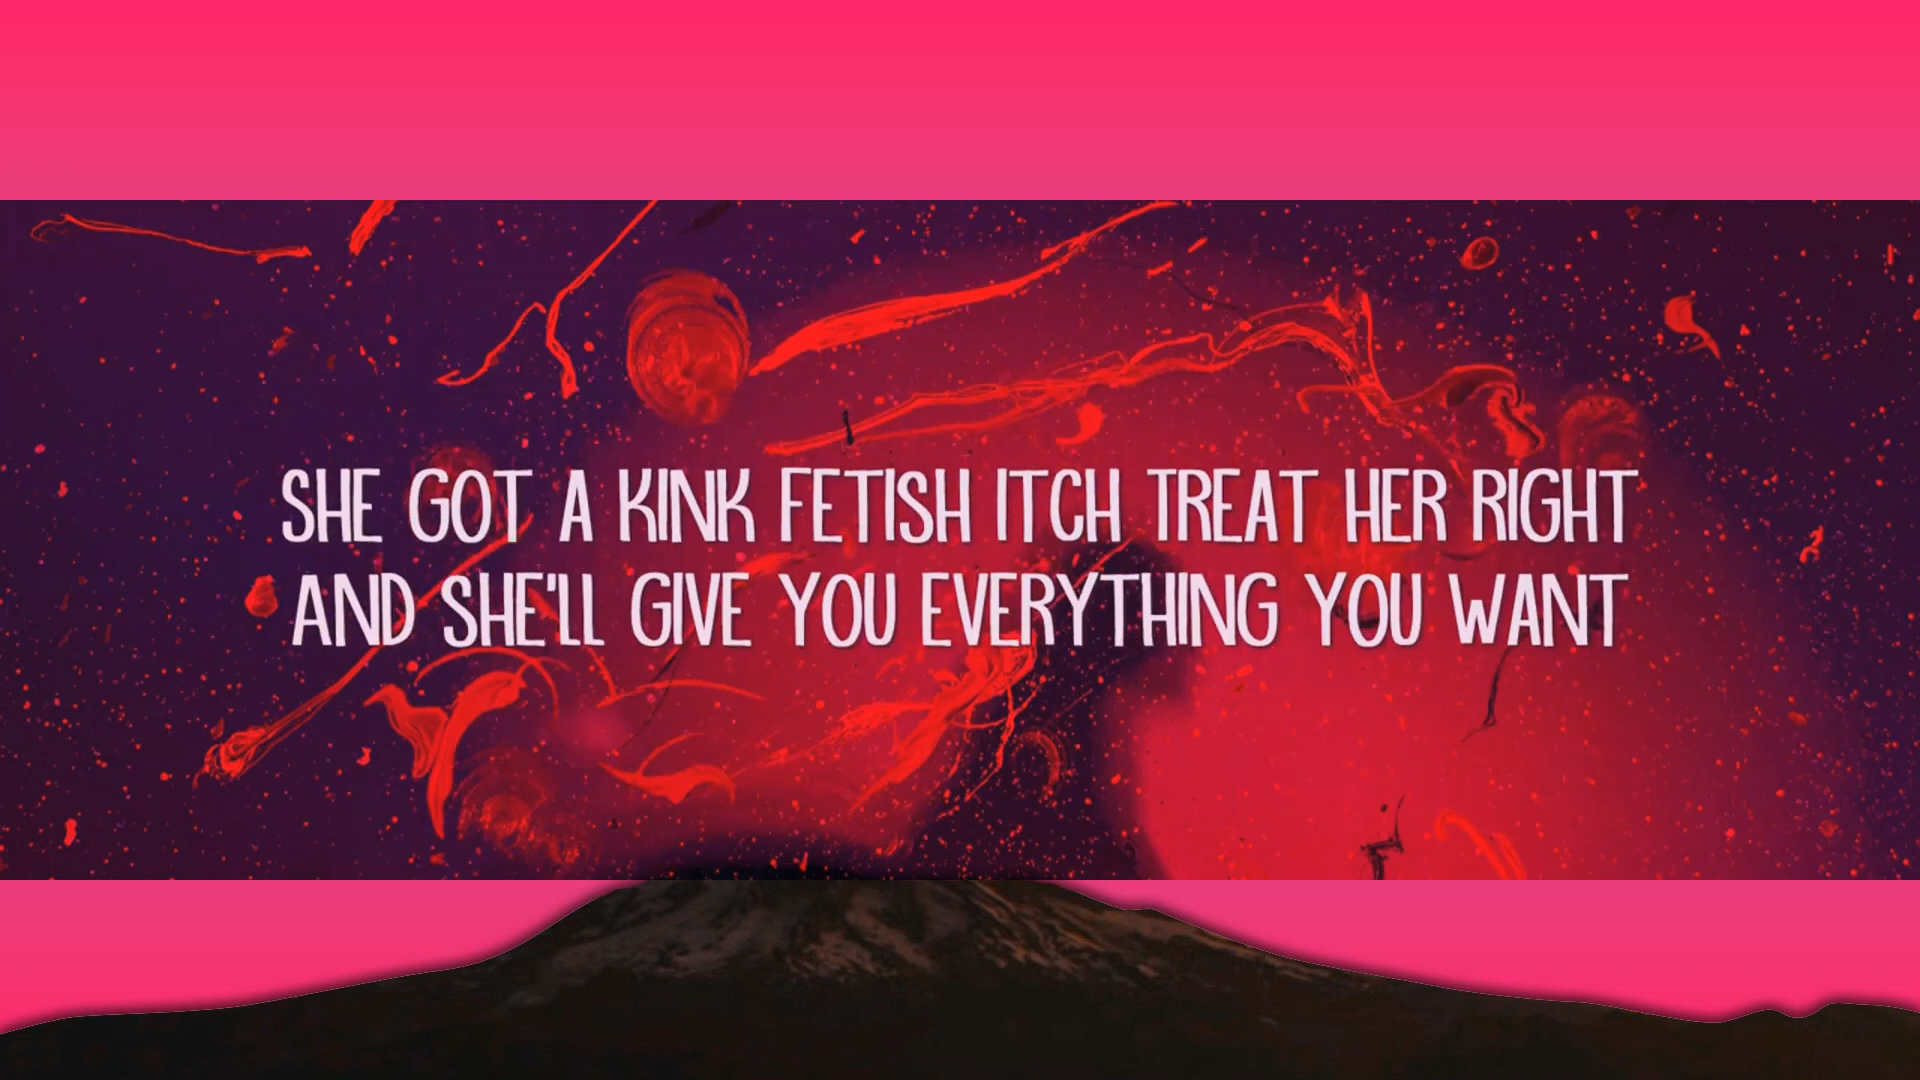 SHE GOT A KINK FETISH ITCH TREAT HER RIGHT
AND SHE'LL GIVE YOU EVERYTHING YOU WANT